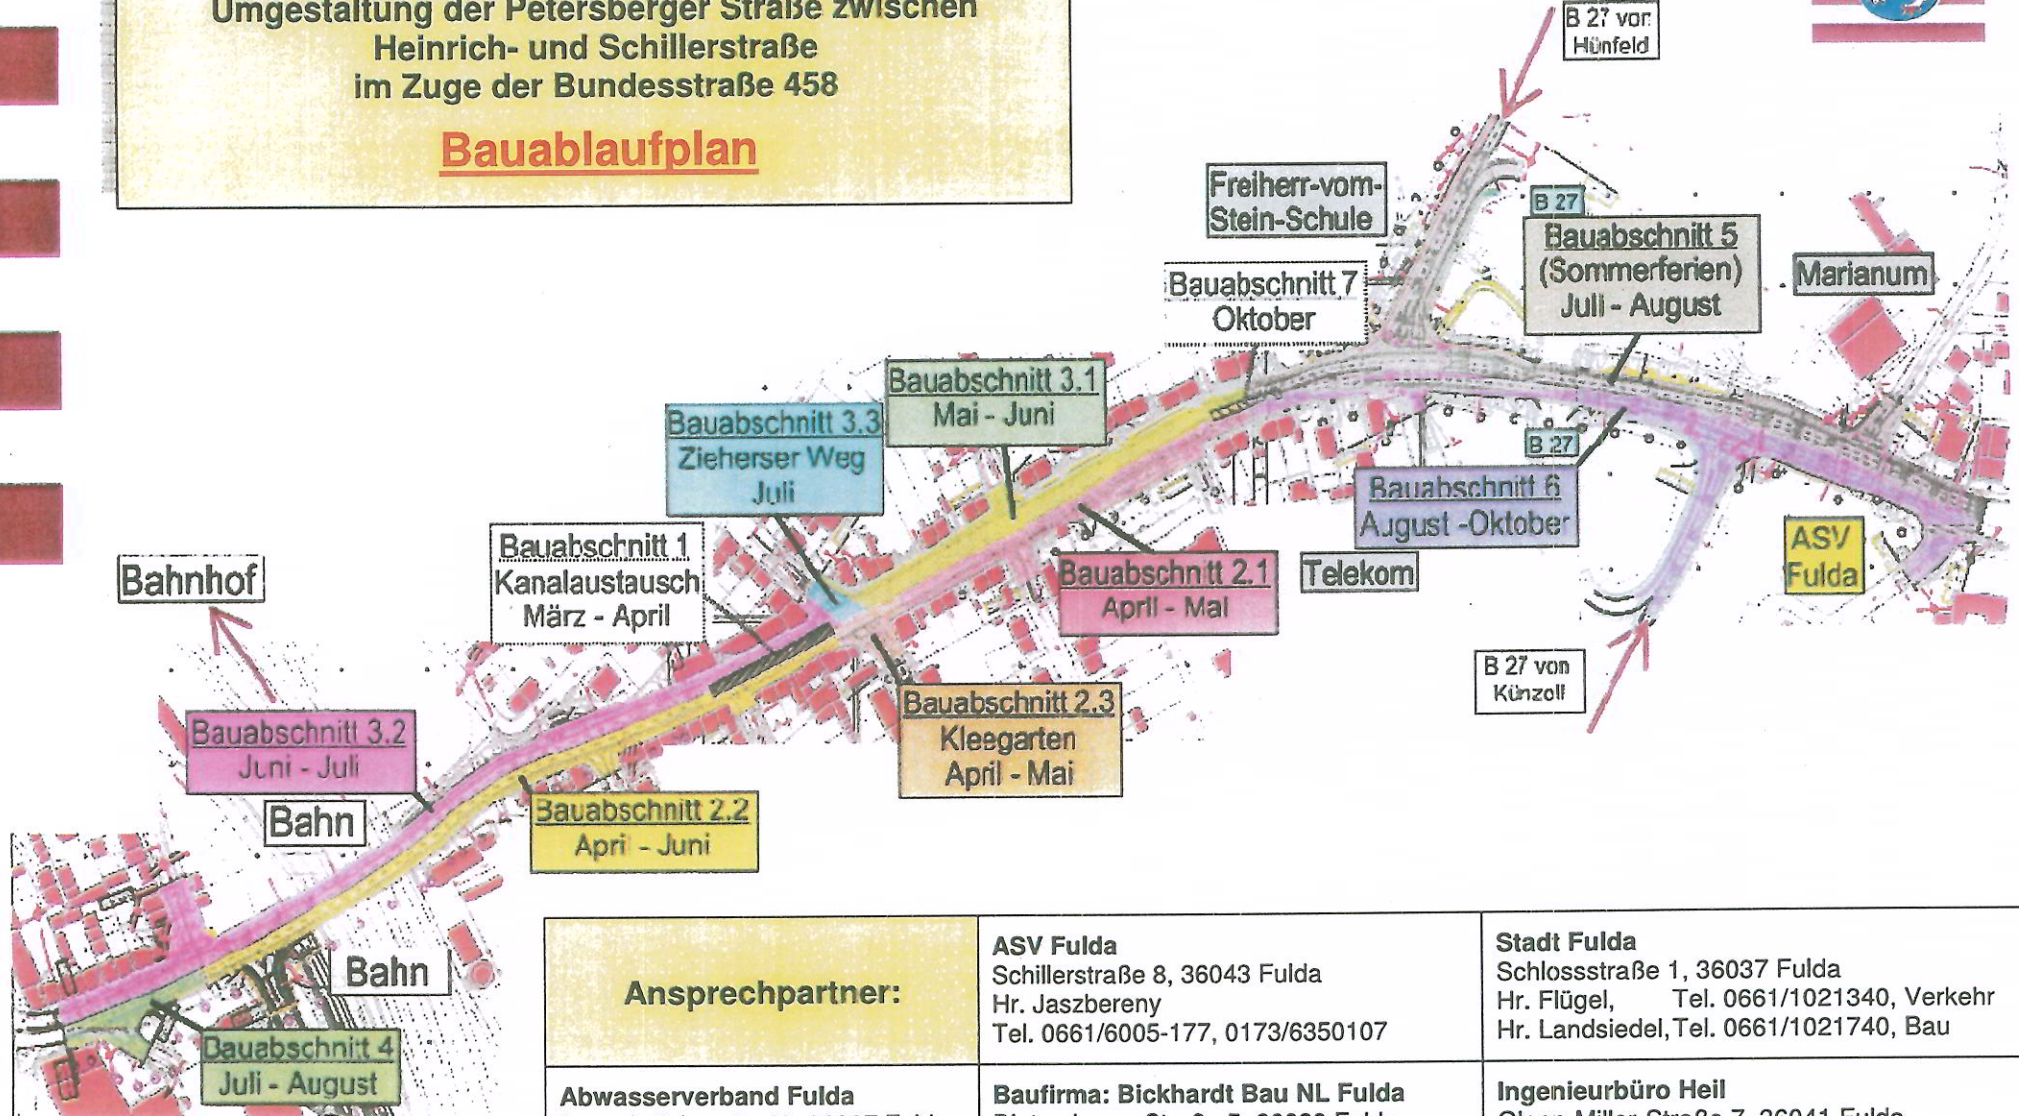 Umgestaltung der Petersberger Straße zwischen
Heinrich- und Schillerstraße
im Zuge der Bundesstraße 458
Bauablaufplan
B 27 von
Hünfeld
Freiherr-vom-
Stein-Schule
B 27
Bauabschnitt 5
(Sommerferien)
Juli - August
Marianum
Bauabschnitt 7
Oktober
Bauabschnitt 3.1
Mai - Juni
Bauabschnitt 3.3
Zieherser Weg
Juli
B 27
Bauabschnitt 6
August -Oktober
ASV
Fulda
Bauabschnitt 1
Kanalaustausch
März - April
Bauabschnitt 2.1
April - Mai
Telekom
Bahnhof
B 27 von
Künzoll
Bauabschnitt 2.3
Kleegarten
April - Mai
Bauabschnitt 3.2
Juni - Juli
Bahn
Bauabschnitt 2.2
April - Juni
Bahn
Bauabschnitt 4
Juli - August
Ansprechpartner:
ASV Fulda
Schillerstraße 8, 36043 Fulda
Hr. Jaszbereny
Tel. 0661/6005-177, 0173/6350107
Stadt Fulda
Schlossstraße 1, 36037 Fulda
Hr. Flügel, Tel. 0661/1021340, Verkehr
Hr. Landsiedel, Tel. 0661/1021740, Bau
Abwasserverband Fulda
Baufirma: Bickhardt Bau NL Fulda
Ingenieurbüro Heil